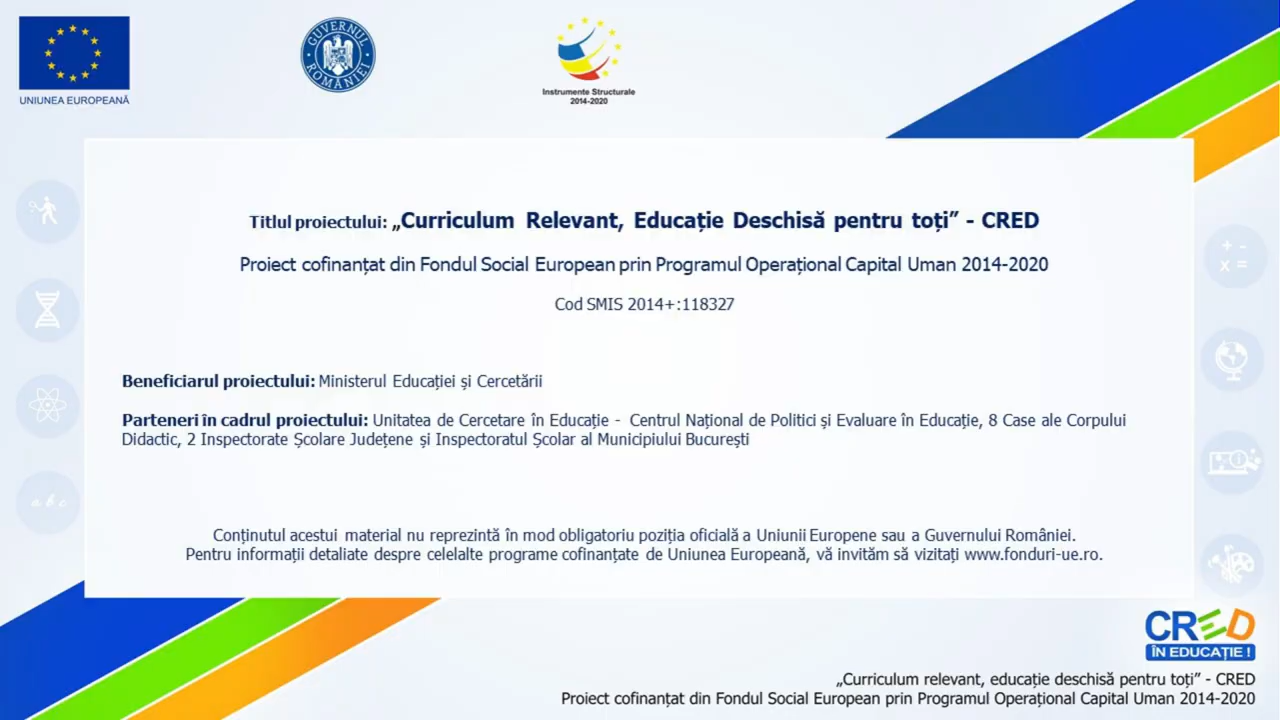 UNIUNEA EUROPEANĂ
GUVERNUL ROMÂNIEI
Instrumente Structurale
2014-2020
Titlul proiectului: „Curriculum Relevant, Educație Deschisă pentru toți” - CRED
Proiect cofinanțat din Fondul Social European prin Programul Operațional Capital Uman 2014-2020
Cod SMIS 2014+:118327
Beneficiarul proiectului: Ministerul Educației și Cercetării
Parteneri în cadrul proiectului: Unitatea de Cercetare în Educație - Centrul Național de Politici și Evaluare în Educație, 8 Case ale Corpului
Didactic, 2 Inspectorate Școlare Județene și Inspectoratul Școlar al Municipiului București
Conținutul acestui material nu reprezintă în mod obligatoriu poziția oficială a Uniunii Europene sau a Guvernului României.
Pentru informații detaliate despre celelalte programe cofinanțate de Uniunea Europeană, vă invităm să vizitați www.fonduri-ue.ro.
+ -
x =
a b c
CRED
ÎN EDUCAȚIE !
„Curriculum relevant, educație deschisă pentru toți” - CRED
Proiect cofinanțat din Fondul Social European prin Programul Operațional Capital Uman 2014-2020